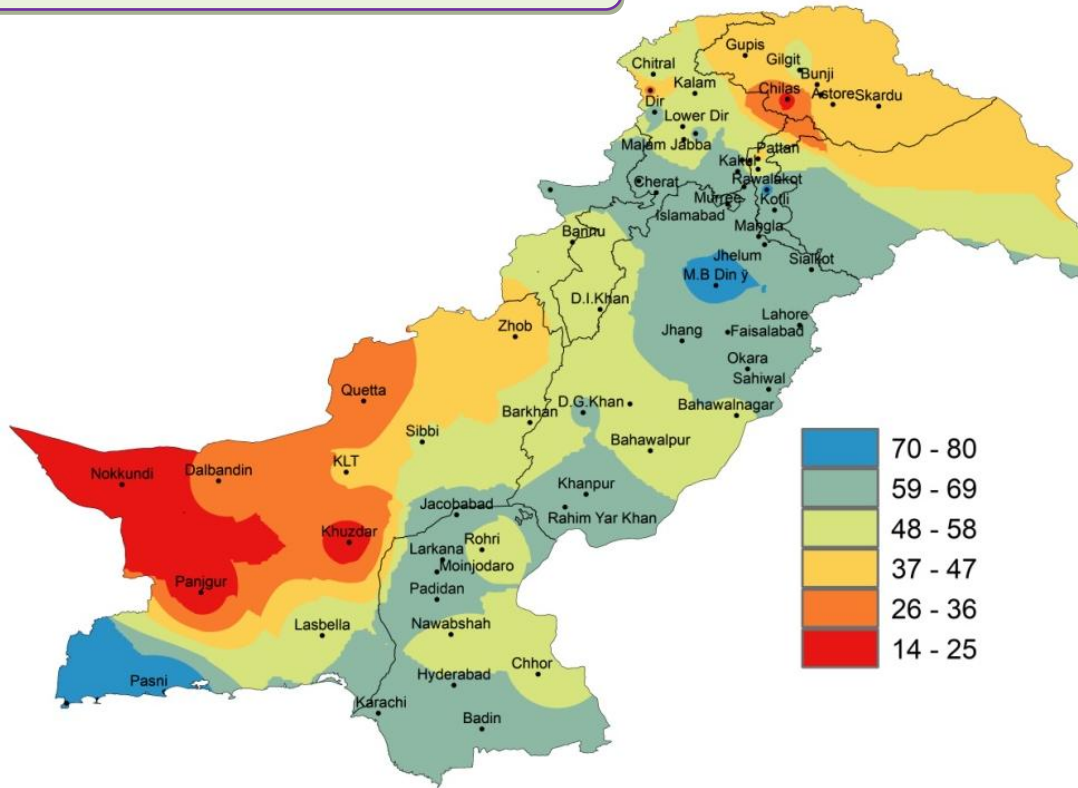 Gupis
Gilgit
Chitral
Bunji
Kalam
Chilas
Astore
Skardu
Dir
Lower Dir
Malam Jabba
Pattan
Kakul
Cherat
Rawalakot
Murree
Kotli
Islamabad
Mangla
Bannu
Jhelum
Sialkot
M.B Din ÿ
D.I.Khan
Lahore
Zhob
Jhang
Faisalabad
Okara
Sahiwal
Quetta
D.G.Khan
Barkhan
Bahawalnagar
Sibbi
Bahawalpur
KLT
Nokkundi
Dalbandin
Khanpur
Jacobabad
Rahim Yar Khan
Khuzdar
Rohri
Larkana
Moinjodaro
Panjgur
Padidan
Lasbella
Nawabshah
Chhor
Pasni
Hyderabad
Karachi
Badin
70 - 80
59 - 69
48 - 58
37 - 47
26 - 36
14 - 25